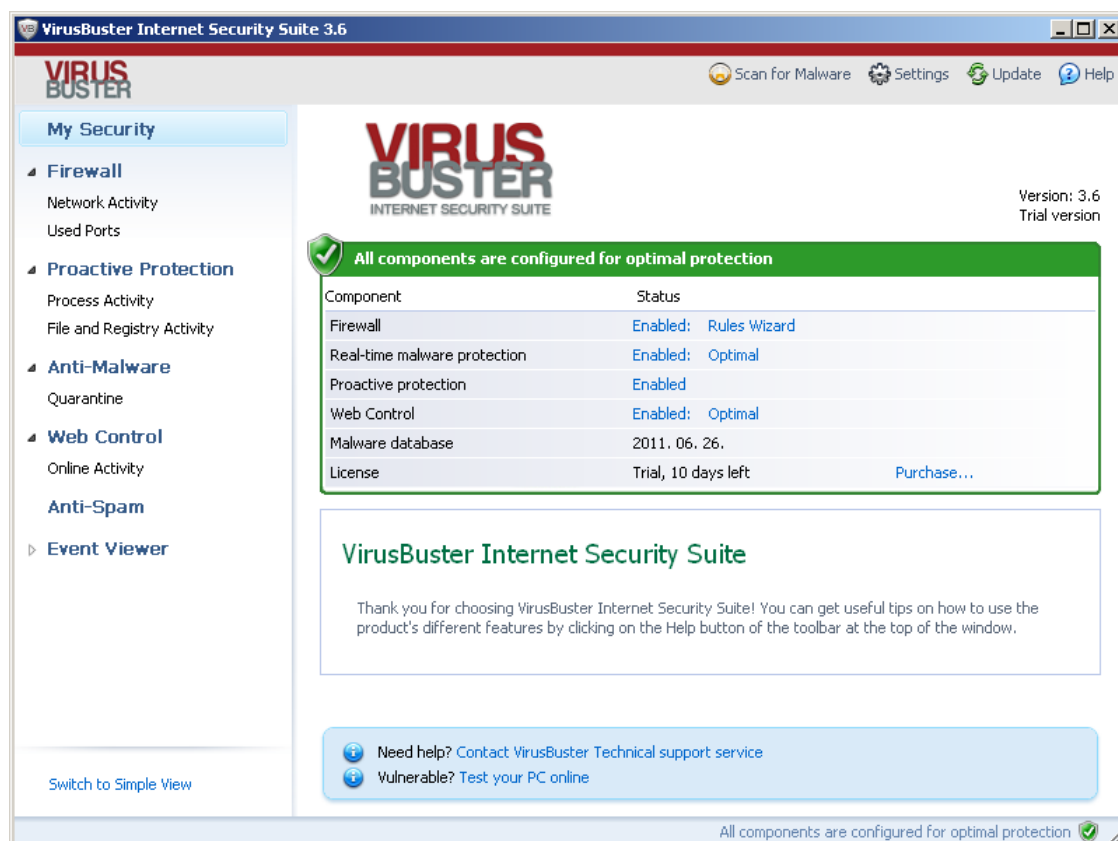 VirusBuster Internet Security Suite 3.6
VIRUS
BUSTER
Scan for Malware Settings Update Help
My Security
Firewall
Network Activity
Used Ports
Proactive Protection
Process Activity
File and Registry Activity
Anti-Malware
Quarantine
Web Control
Online Activity
Anti-Spam
Event Viewer
Switch to Simple View
VIRUS
BUSTER
INTERNET SECURITY SUITE
Version: 3.6
Trial version
All components are configured for optimal protection
Component Status
Firewall Enabled: Rules Wizard
Real-time malware protection Enabled: Optimal
Proactive protection Enabled
Web Control Enabled: Optimal
Malware database 2011. 06. 26.
License Trial, 10 days left Purchase...
VirusBuster Internet Security Suite
Thank you for choosing VirusBuster Internet Security Suite! You can get useful tips on how to use the
product's different features by clicking on the Help button of the toolbar at the top of the window.
Need help? Contact VirusBuster Technical support service
Vulnerable? Test your PC online
All components are configured for optimal protection